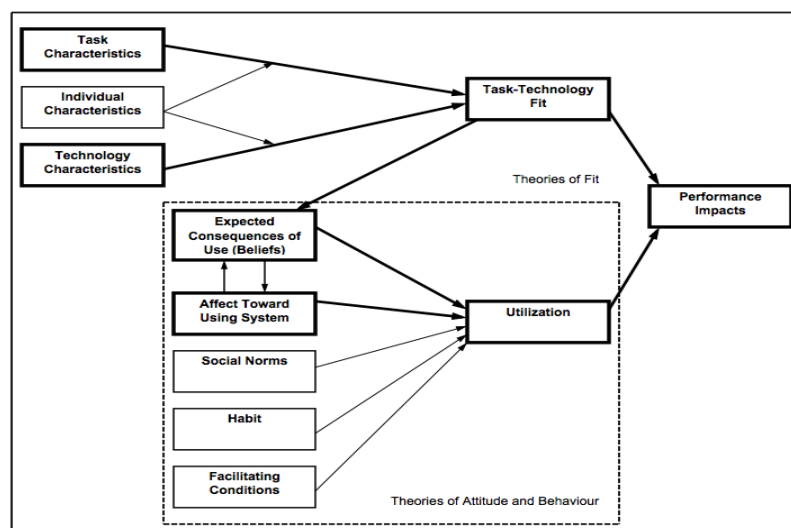 Task
Characteristics
Individual
Characteristics
Technology
Characteristics
Task-Technology
Fit
Theories of Fit
Performance
Impacts
Expected
Consequences of
Use (Beliefs)
Affect Toward
Using System
Utilization
Social Norms
Habit
Facilitating
Conditions
Theories of Attitude and Behaviour